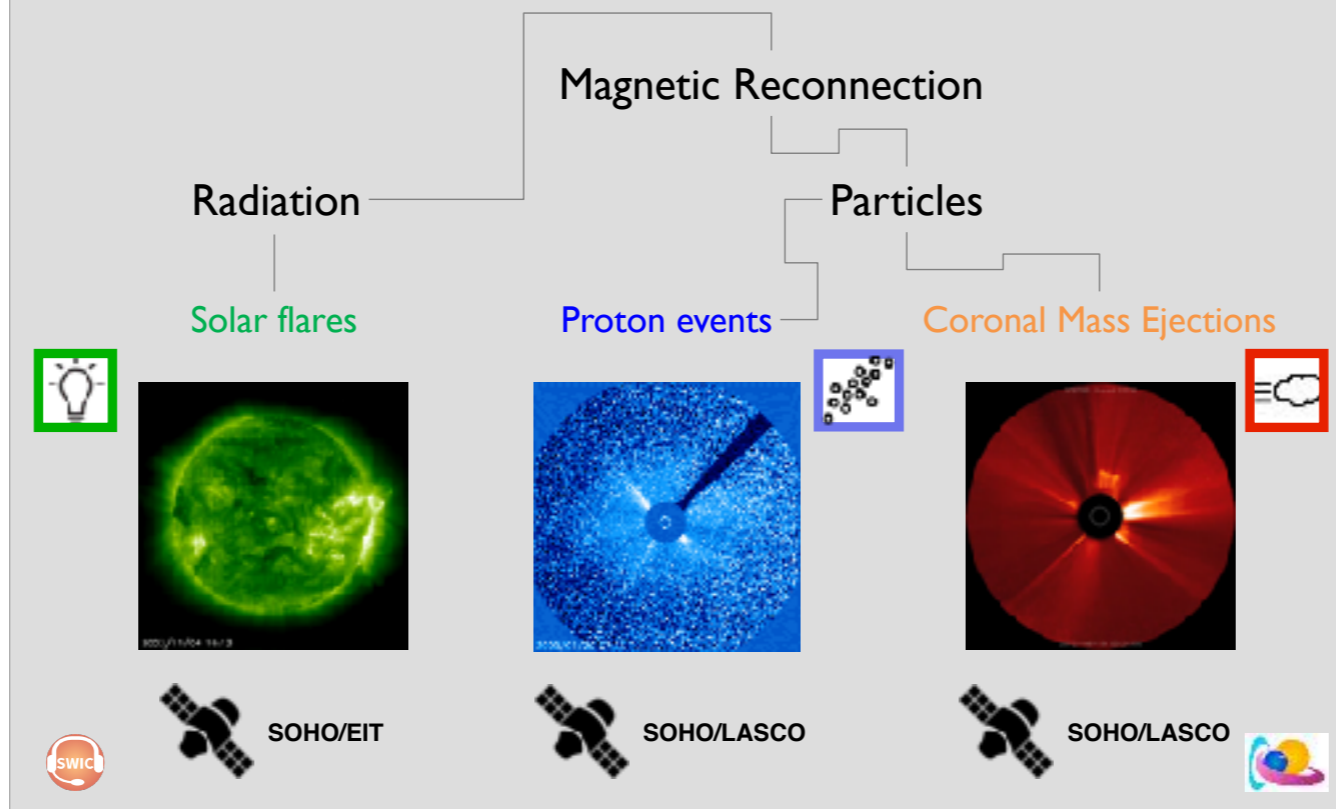 Magnetic Reconnection
Radiation
Particles
Solar flares
Proton events
Coronal Mass Ejections
SOHO/EIT
SOHO/LASCO
SOHO/LASCO
SWIC